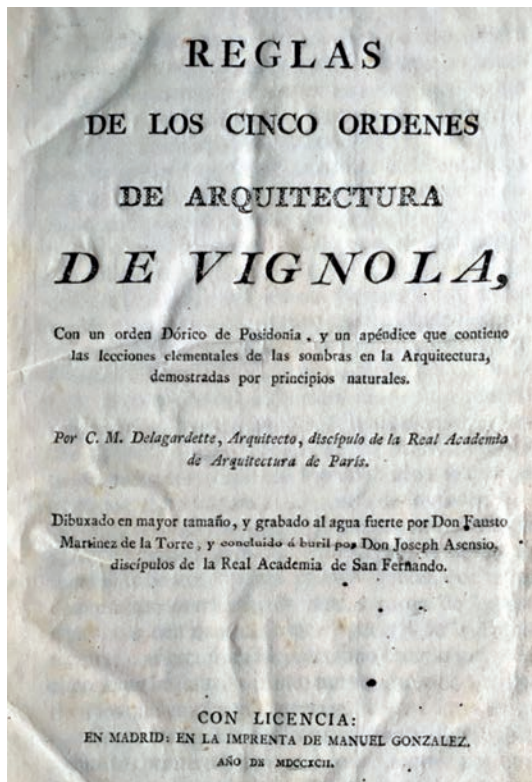 REGLAS
DE LOS CINCO ORDENES
DE ARQUITECTURA
DE VIGNOLA,
Con un orden Dórico de Posidonia, y un apéndice que contiene
las lecciones elementales de las sombras en la Arquitectura,
demostradas por principios naturales.
Por C. M. Delagardette, Arquitecto, discípulo de la Real Academia
de Arquitectura de París.
Dibuxado en mayor tamaño, y grabado al agua fuerte por Don Fausto
Martinez de la Torre, y concluido á buril por Don Joseph Asensio,
discípulos de la Real Academia de San Fernando.
CON LICENCIA:
EN MADRID: EN LA IMPRENTA DE MANUEL GONZALEZ.
AÑO DE MDCCXCII.